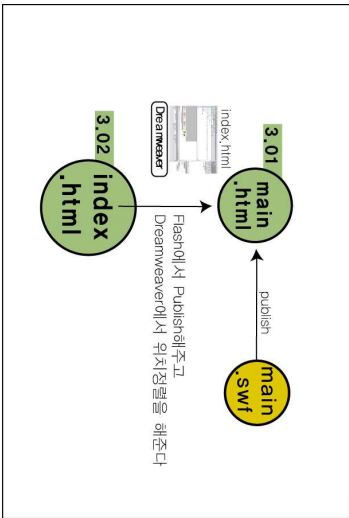 3.01
main
.html
publish
main
.swf
index.html
Dreamweaver
3.02
index
.html
Flash에서 Publish해주고
Dreamweaver에서 위치정렬을 해준다